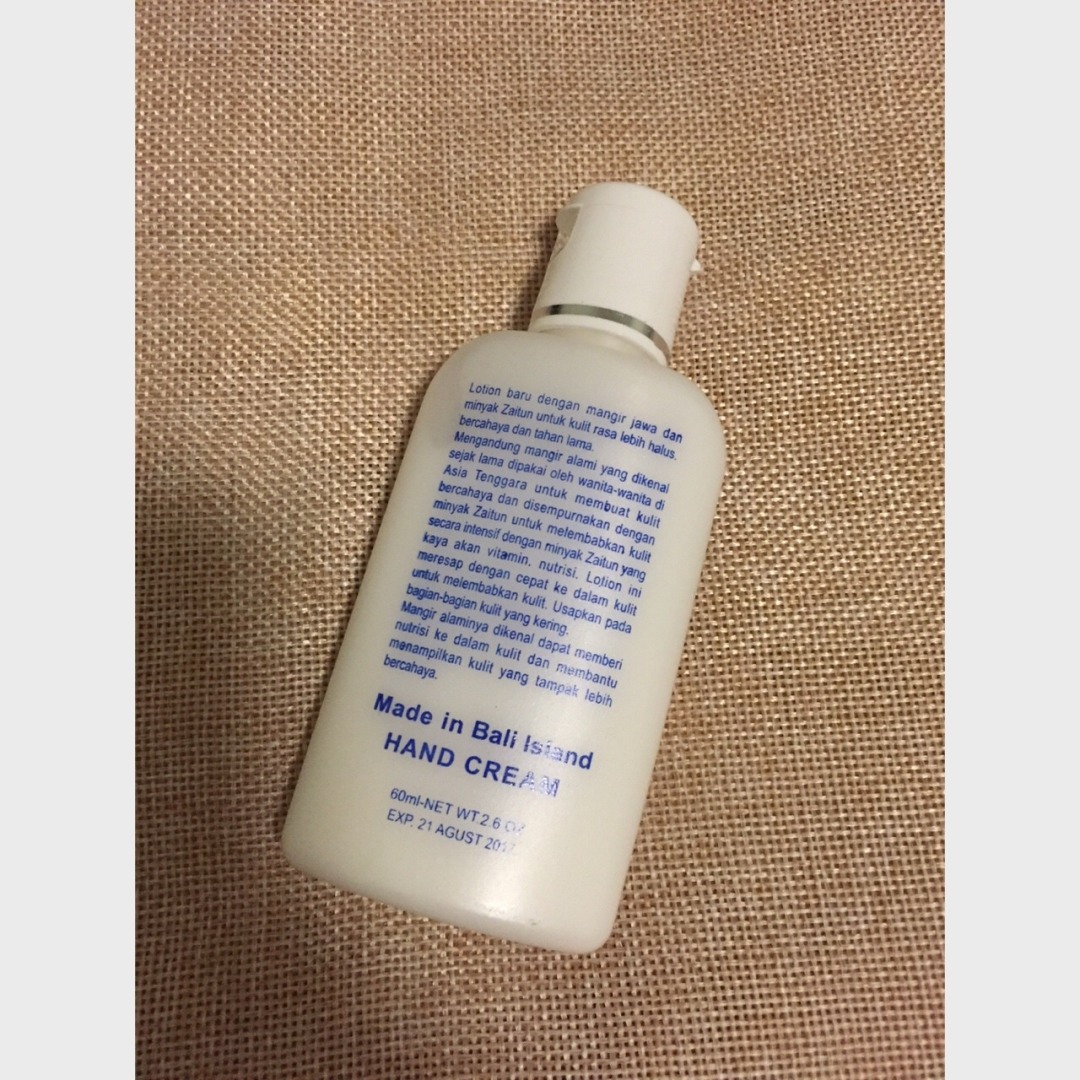 Lotion baru dengan mangir jawa dan
minyak Zaitun untuk kulit rasa lebih halus.
bercahaya dan tahan lama.
Mengandung mangir alami yang dikenal
sejak lama dipakai oleh wanita-wanita di
Asia Tenggara untuk membuat kulit
bercahaya dan disempurnakan dengan
minyak Zaitun untuk melembabkan kulit
secara intensif dengan minyak Zaitun yang
kaya akan vitamin, nutrisi. Lotion ini
meresap dengan cepat ke dalam kulit
untuk melembabkan kulit. Usapkan pada
bagian-bagian kulit yang kering.
Mangir alaminya dikenal dapat memberi
nutrisi ke dalam kulit dan membantu
menampilkan kulit yang tampak lebih
bercahaya.
Made in Bali Island
HAND CREAM
60ml-NET WT.2.6 Oz
EXP. 21 AGUST